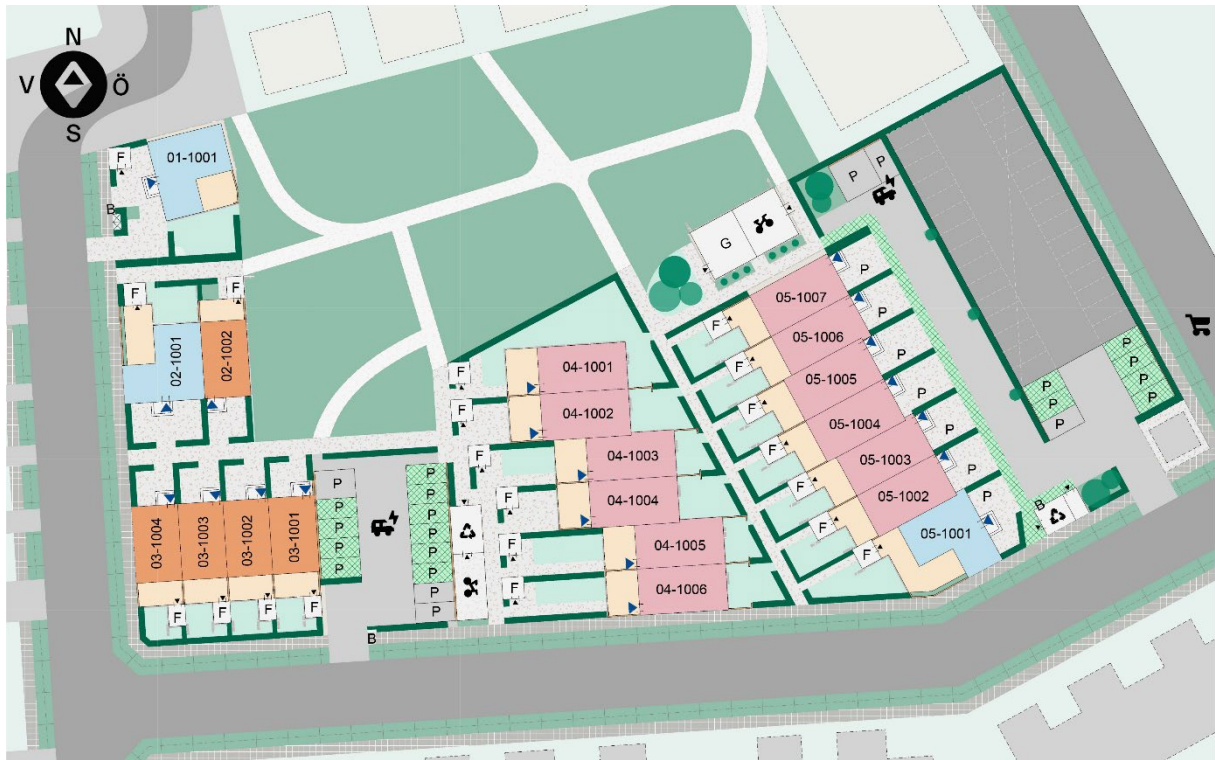 N
V Ö
S
F
01-1001
B
P
P
G
F
F
02-1001
02-1002
05-1007
P
05-1006
P
05-1005
P
05-1004
P
05-1003
P
05-1002
P
05-1001
P
F
F
F
F
F
F
F
F
04-1001
F
04-1002
F
04-1003
F
04-1004
F
04-1005
F
04-1006
P
P
P
P
P
P
P
B
03-1004
03-1003
03-1002
03-1001
P
P
P
P
P
P
P
P
P
P
P
P
F
F
F
F
B